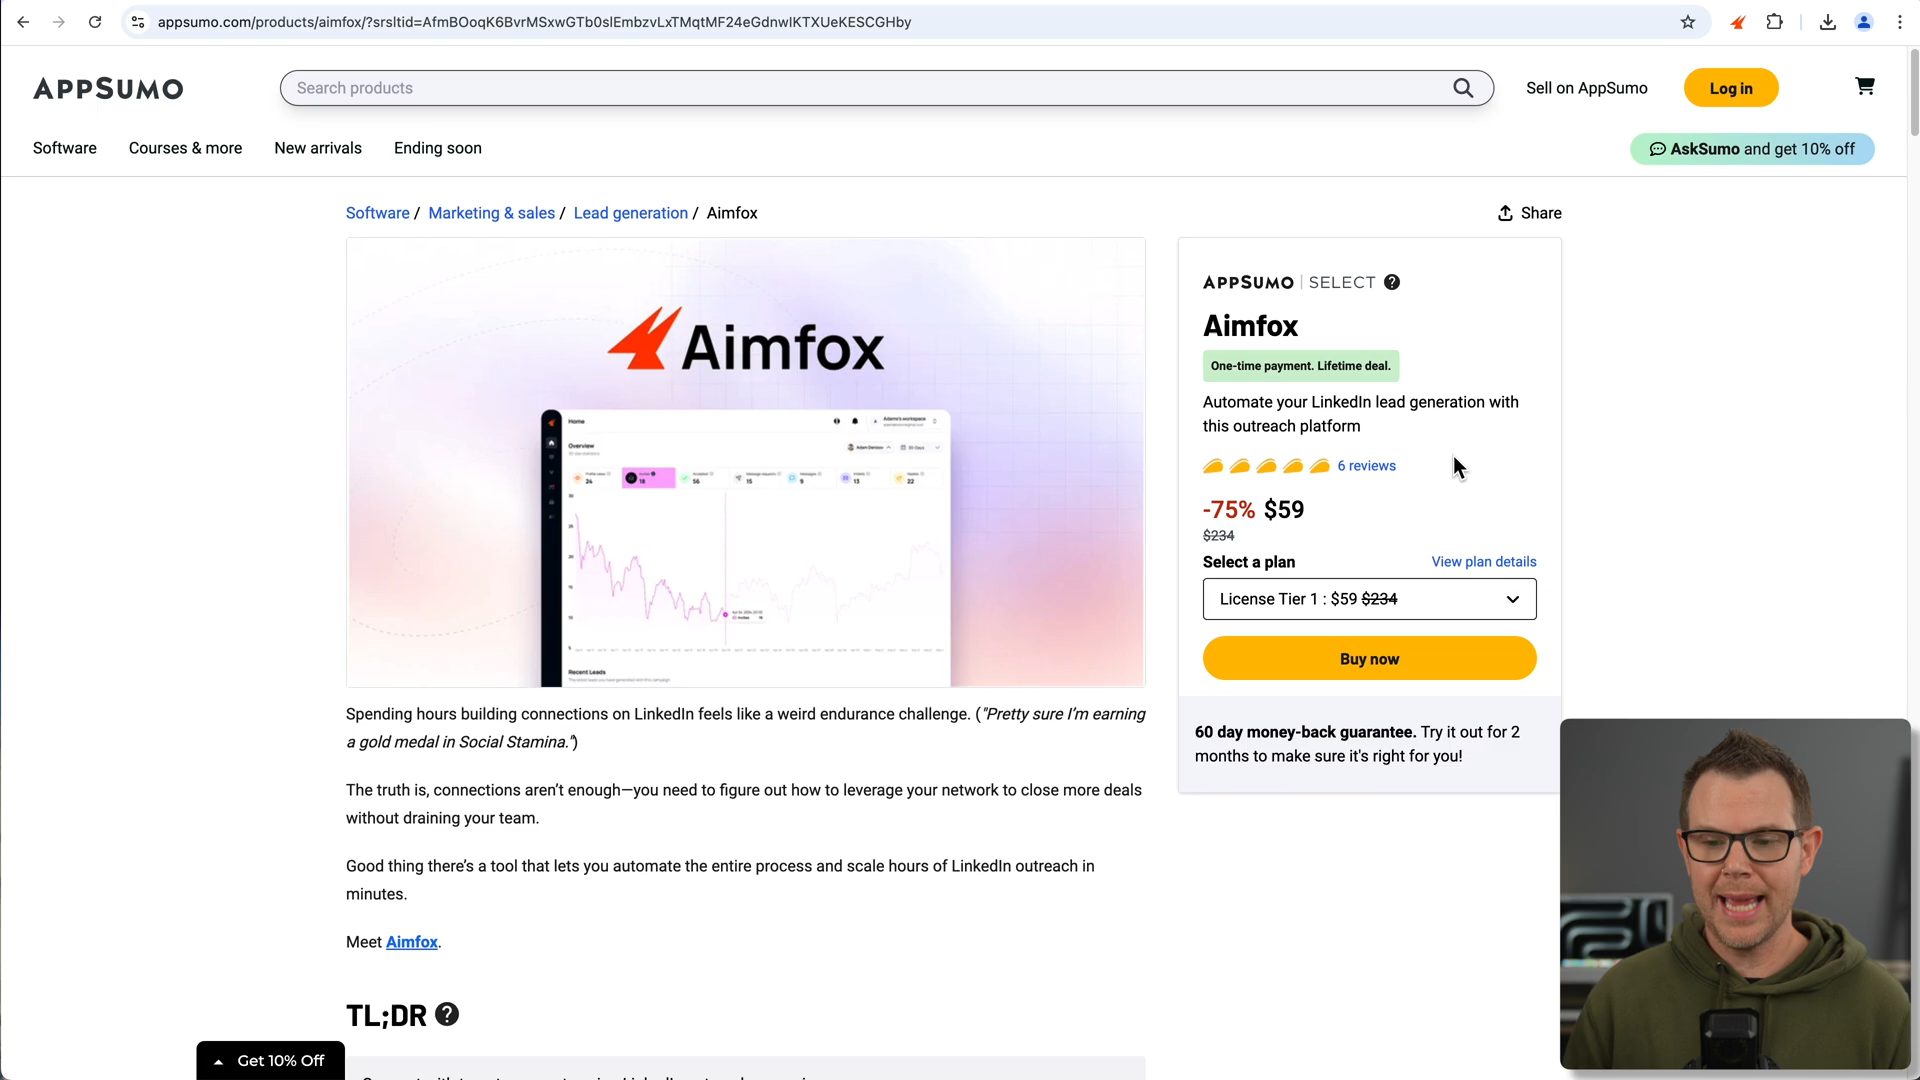 appsumo.com/products/aimfox/?srsltid=AfmBOoqK6BvrMSxwGTb0slEmbzvLxTMqtMF24eGdnwlKTXUeKESCGHby
APPSUMO
Search products
Sell on AppSumo
Log in
Software
Courses & more
New arrivals
Ending soon
AskSumo and get 10% off
Software / Marketing & sales / Lead generation / Aimfox
Share
Aimfox
Home
Overview
Recent Leads
APPSUMO | SELECT
Aimfox
One-time payment. Lifetime deal.
Automate your LinkedIn lead generation with
this outreach platform
6 reviews
-75% $59
$234
Select a plan
View plan details
License Tier 1 : $59 $234
Buy now
60 day money-back guarantee. Try it out for 2
months to make sure it's right for you!
Spending hours building connections on LinkedIn feels like a weird endurance challenge. ("Pretty sure I'm earning
a gold medal in Social Stamina.")
The truth is, connections aren't enough—you need to figure out how to leverage your network to close more deals
without draining your team.
Good thing there's a tool that lets you automate the entire process and scale hours of LinkedIn outreach in
minutes.
Meet Aimfox.
TL;DR
Get 10% Off